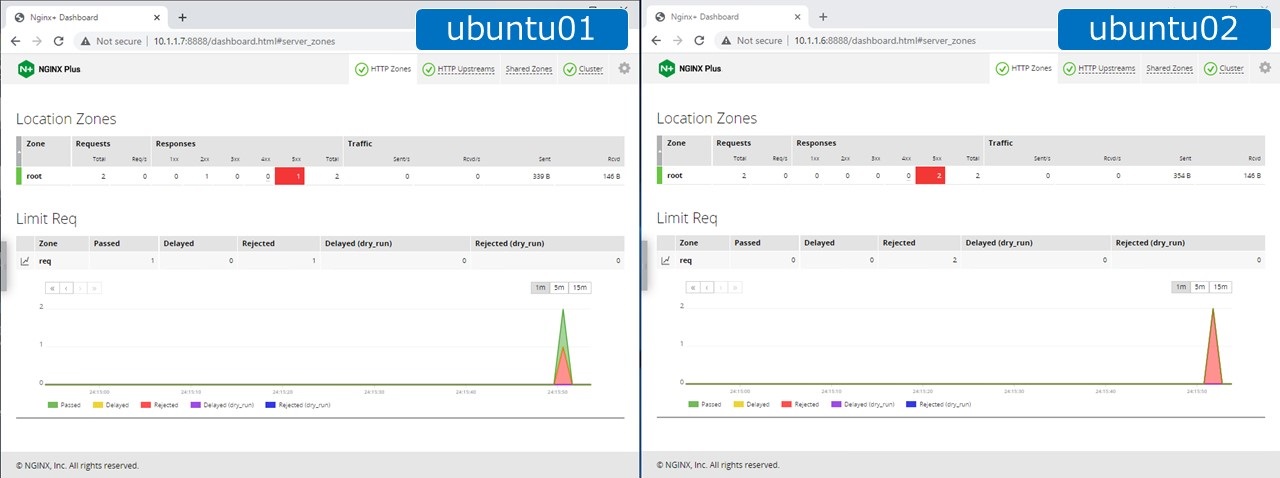 Nginx+ Dashboard
ubuntu01
Not secure 10.1.1.7:8888/dashboard.html#server_zones
N+ NGINX Plus HTTP Zones HTTP Upstreams Shared Zones Cluster
Location Zones
Zone Requests Responses Traffic
Total Req/s 1xx 2xx 3xx 4xx 5xx Total Sent/s Rcvd/s Sent Rcvd
root 2 0 0 1 0 0 1 2 0 0 339 B 146 B
Limit Req
Zone Passed Delayed Rejected Delayed (dry_run) Rejected (dry_run)
req 1 0 1 0 0
« ‹ › » 1m 5m 15m
2
1
0
24:15:00 24:15:10 24:15:20 24:15:30 24:15:40 24:15:50
Passed Delayed Rejected Delayed (dry_run) Rejected (dry_run)
© NGINX, Inc. All rights reserved.
Nginx+ Dashboard
ubuntu02
Not secure 10.1.1.6:8888/dashboard.html#server_zones
N+ NGINX Plus HTTP Zones HTTP Upstreams Shared Zones Cluster
Location Zones
Zone Requests Responses Traffic
Total Req/s 1xx 2xx 3xx 4xx 5xx Total Sent/s Rcvd/s Sent Rcvd
root 2 0 0 0 0 0 2 2 0 0 354 B 146 B
Limit Req
Zone Passed Delayed Rejected Delayed (dry_run) Rejected (dry_run)
req 0 0 2 0 0
« ‹ › » 1m 5m 15m
2
1
0
24:15:00 24:15:10 24:15:20 24:15:30 24:15:40 24:15:50
Passed Delayed Rejected Delayed (dry_run) Rejected (dry_run)
© NGINX, Inc. All rights reserved.